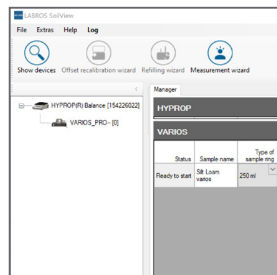 LABROS SoilView
File Extras Help Log
Show devices Offset recalibration wizard Refilling wizard Measurement wizard
Manager
HYPROP(R) Balance [154226022]
VARIOS_PRO-- [0]
HYPROP
VARIOS
Status Sample name Type of sample ring
Ready to start Silt Loam varios 250 ml